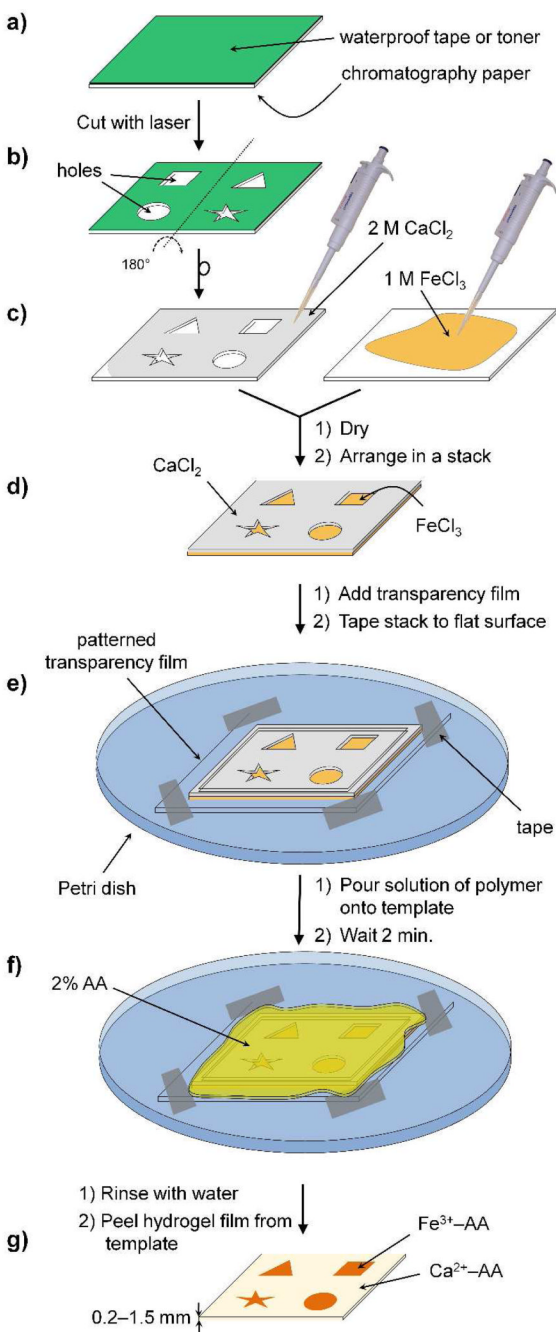 a)
waterproof tape or toner
chromatography paper
Cut with laser
b)
holes
180°
2 M CaCl₂
1 M FeCl₃
c)
1) Dry
2) Arrange in a stack
CaCl₂
d)
FeCl₃
1) Add transparency film
2) Tape stack to flat surface
patterned
transparency film
e)
tape
Petri dish
1) Pour solution of polymer
onto template
2) Wait 2 min.
f)
2% AA
1) Rinse with water
2) Peel hydrogel film from
template
g)
Fe³⁺–AA
Ca²⁺–AA
0.2–1.5 mm